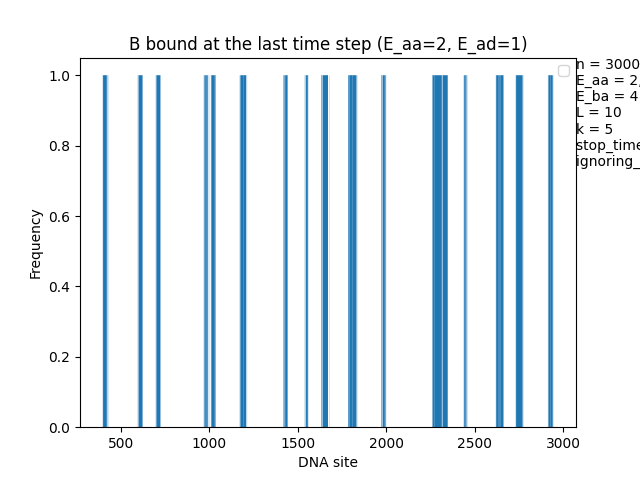 B bound at the last time step (E_aa=2, E_ad=1)
n = 3000
E_aa = 2,
E_ba = 4
L = 10
k = 5
stop_time
ignoring_
1.0
0.8
0.6
0.4
0.2
0.0
Frequency
500 1000 1500 2000 2500 3000
DNA site